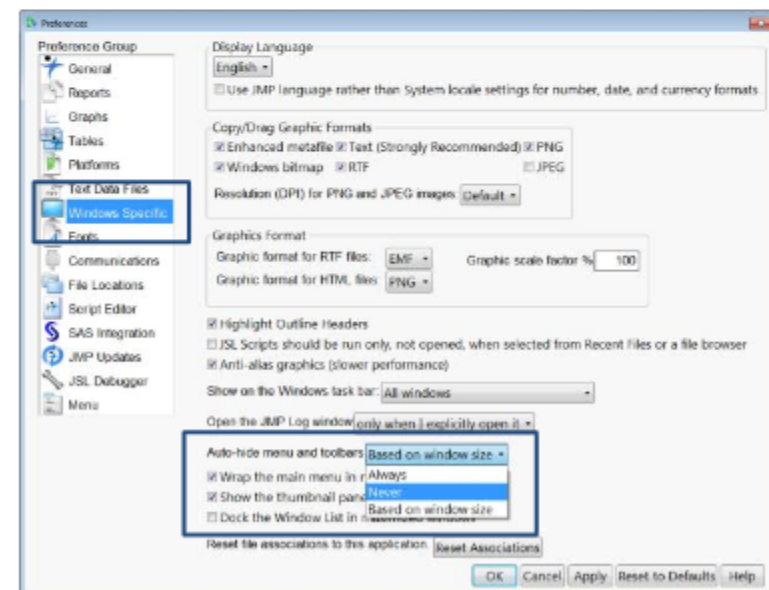 Preferences
Preference Group
General
Reports
Graphs
Tables
Platforms
Text Data Files
Windows Specific
Fonts
Communications
File Locations
Script Editor
SAS Integration
JMP Updates
JSL Debugger
Menu
Display Language
English
Use JMP language rather than System locale settings for number, date, and currency formats
Copy/Drag Graphic Formats
Enhanced metafile Text (Strongly Recommended) PNG
Windows bitmap RTF JPEG
Resolution (DPI) for PNG and JPEG images: Default
Graphics Format
Graphic format for RTF files: EMF Graphic scale factor % 100
Graphic format for HTML files: PNG
Highlight Outline Headers
JSL Scripts should be run only, not opened, when selected from Recent Files or a file browser
Anti-alias graphics (slower performance)
Show on the Windows task bar: All windows
Open the JMP Log window only when I explicitly open it
Auto-hide menu and toolbars Based on window size
Wrap the main menu in Always
Show the thumbnail pane Never
Dock the Window List in Based on window size
Reset file associations to this application. Reset Associations
OK Cancel Apply Reset to Defaults Help